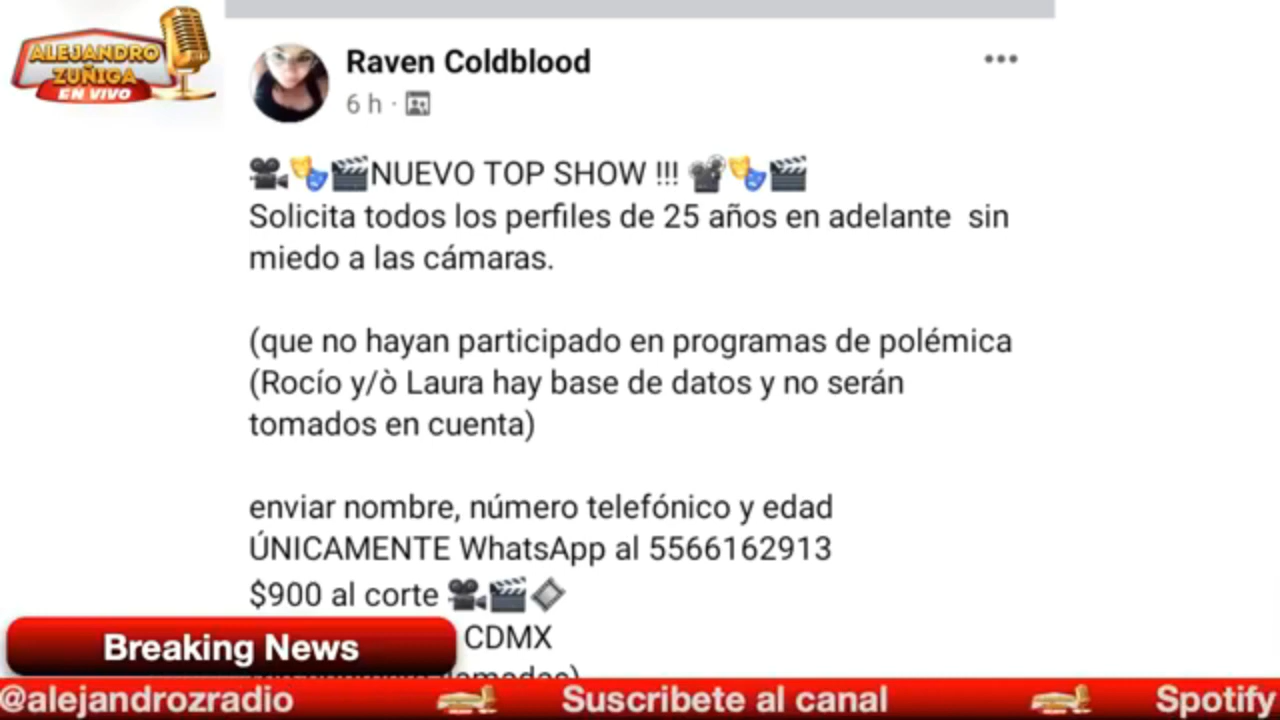 ALEJANDRO
ZUÑIGA
EN VIVO
Raven Coldblood
6 h ·
NUEVO TOP SHOW !!!
Solicita todos los perfiles de 25 años en adelante sin
miedo a las cámaras.
(que no hayan participado en programas de polémica
(Rocío y/ò Laura hay base de datos y no serán
tomados en cuenta)
enviar nombre, número telefónico y edad
ÚNICAMENTE WhatsApp al 5566162913
$900 al corte
CDMX
Breaking News
@alejandrozradio
Suscribete al canal
Spotify